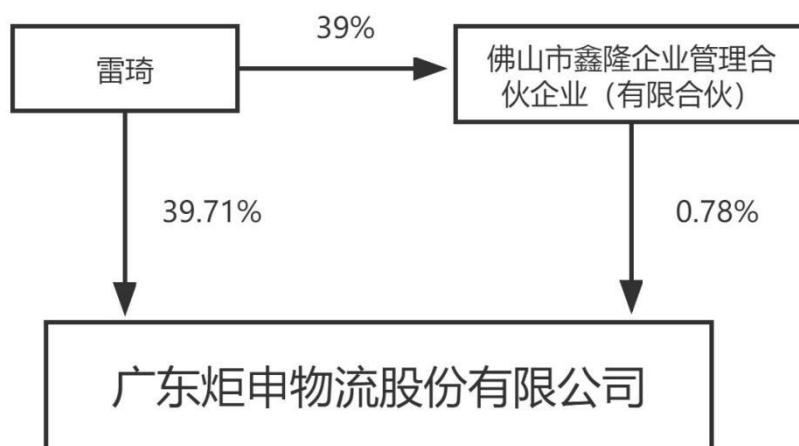 39%
雷琦
佛山市鑫隆企业管理合
伙企业（有限合伙）
39.71%
0.78%
广东炬申物流股份有限公司